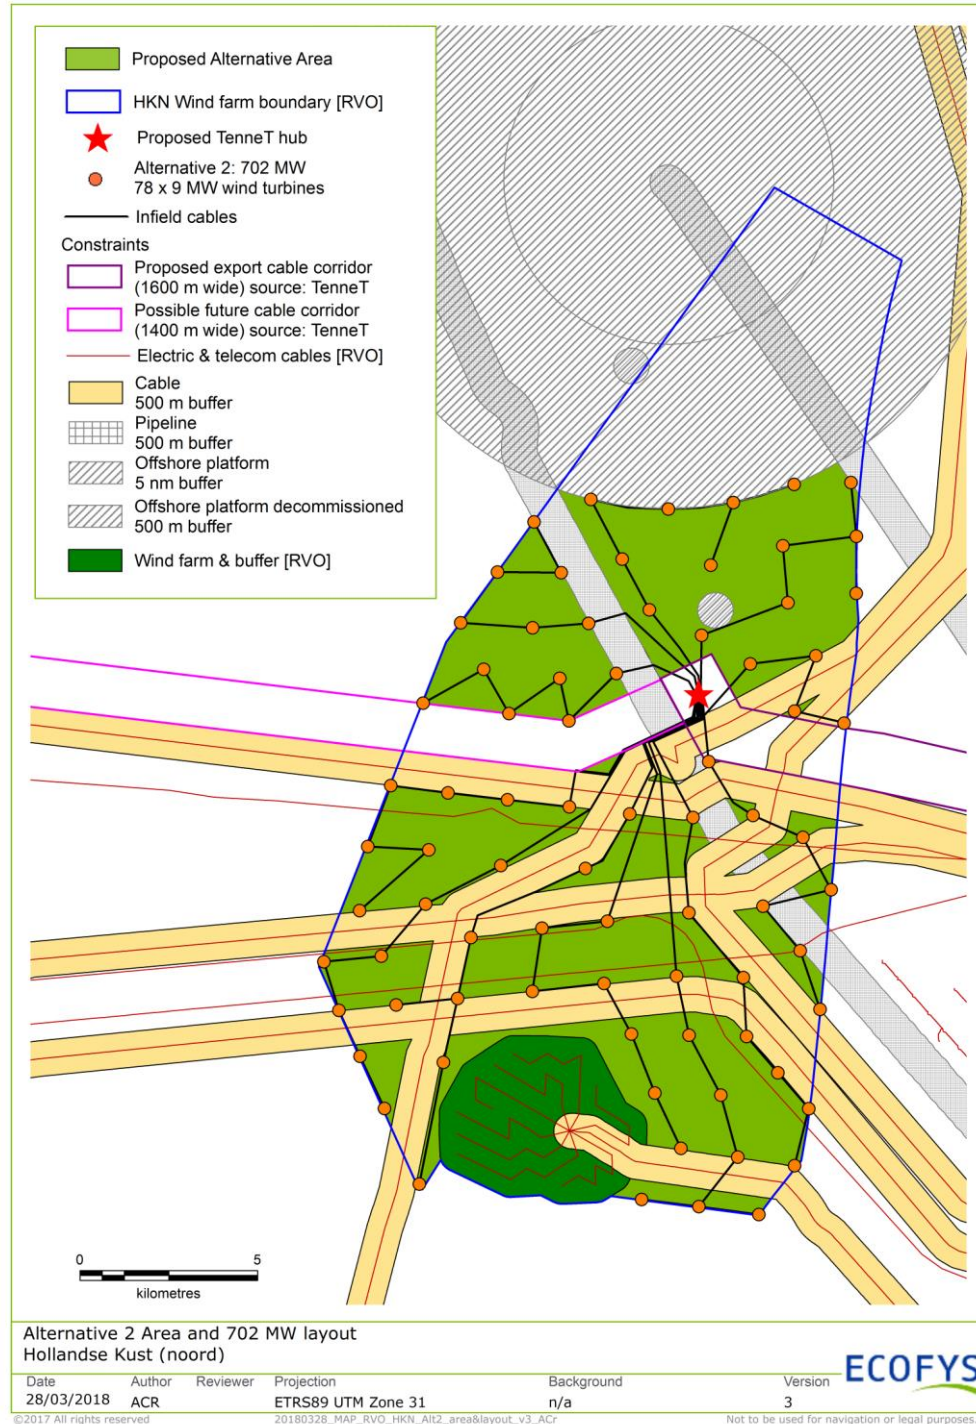 Proposed Alternative Area
HKN Wind farm boundary [RVO]
Proposed TenneT hub
Alternative 2: 702 MW
78 x 9 MW wind turbines
Infield cables
Constraints
Proposed export cable corridor
(1600 m wide) source: TenneT
Possible future cable corridor
(1400 m wide) source: TenneT
Electric & telecom cables [RVO]
Cable
500 m buffer
Pipeline
500 m buffer
Offshore platform
5 nm buffer
Offshore platform decommissioned
500 m buffer
Wind farm & buffer [RVO]
0 5
kilometres
Alternative 2 Area and 702 MW layout
Hollandse Kust (noord)
ECOFYS
Date Author Reviewer Projection Background Version
28/03/2018 ACR ETRS89 UTM Zone 31 n/a 3
©2017 All rights reserved 20180328_MAP_RVO_HKN_Alt2_area&layout_v3_ACr Not to be used for navigation or legal purposes